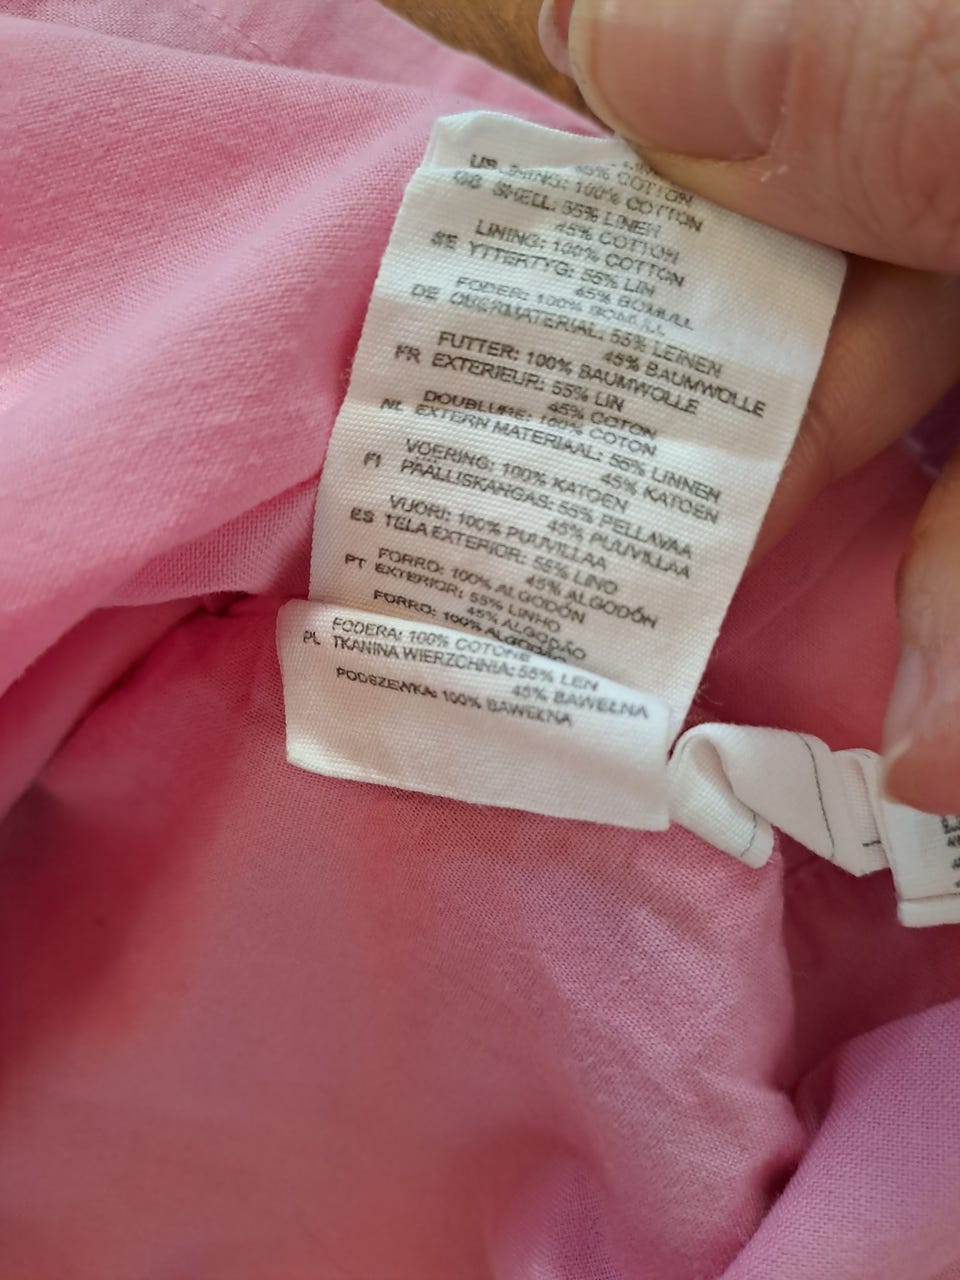 45% COTTON
US LINING: 100% COTTON
GB SHELL: 55% LINEN
45% COTTON
LINING: 100% COTTON
SE YTTERTYG: 55% LIN
45% BOMULL
FODER: 100% BOMULL
DE OBERMATERIAL: 55% LEINEN
45% BAUMWOLLE
FUTTER: 100% BAUMWOLLE
FR EXTERIEUR: 55% LIN
45% COTON
DOUBLURE: 100% COTON
NL EXTERN MATERIAAL: 55% LINNEN
45% KATOEN
VOERING: 100% KATOEN
FI PÄÄLLISKANGAS: 55% PELLAVAA
45% PUUVILLAA
VUORI: 100% PUUVILLAA
ES TELA EXTERIOR: 55% LINO
45% ALGODÓN
FORRO: 100% ALGODÓN
PT EXTERIOR: 55% LINHO
45% ALGODÃO
FORRO: 100% ALGODÃO
FODERA: 100% COTONE
PL TKANINA WIERZCHNIA: 55% LEN
45% BAWEŁNA
PODSZEWKA: 100% BAWEŁNA